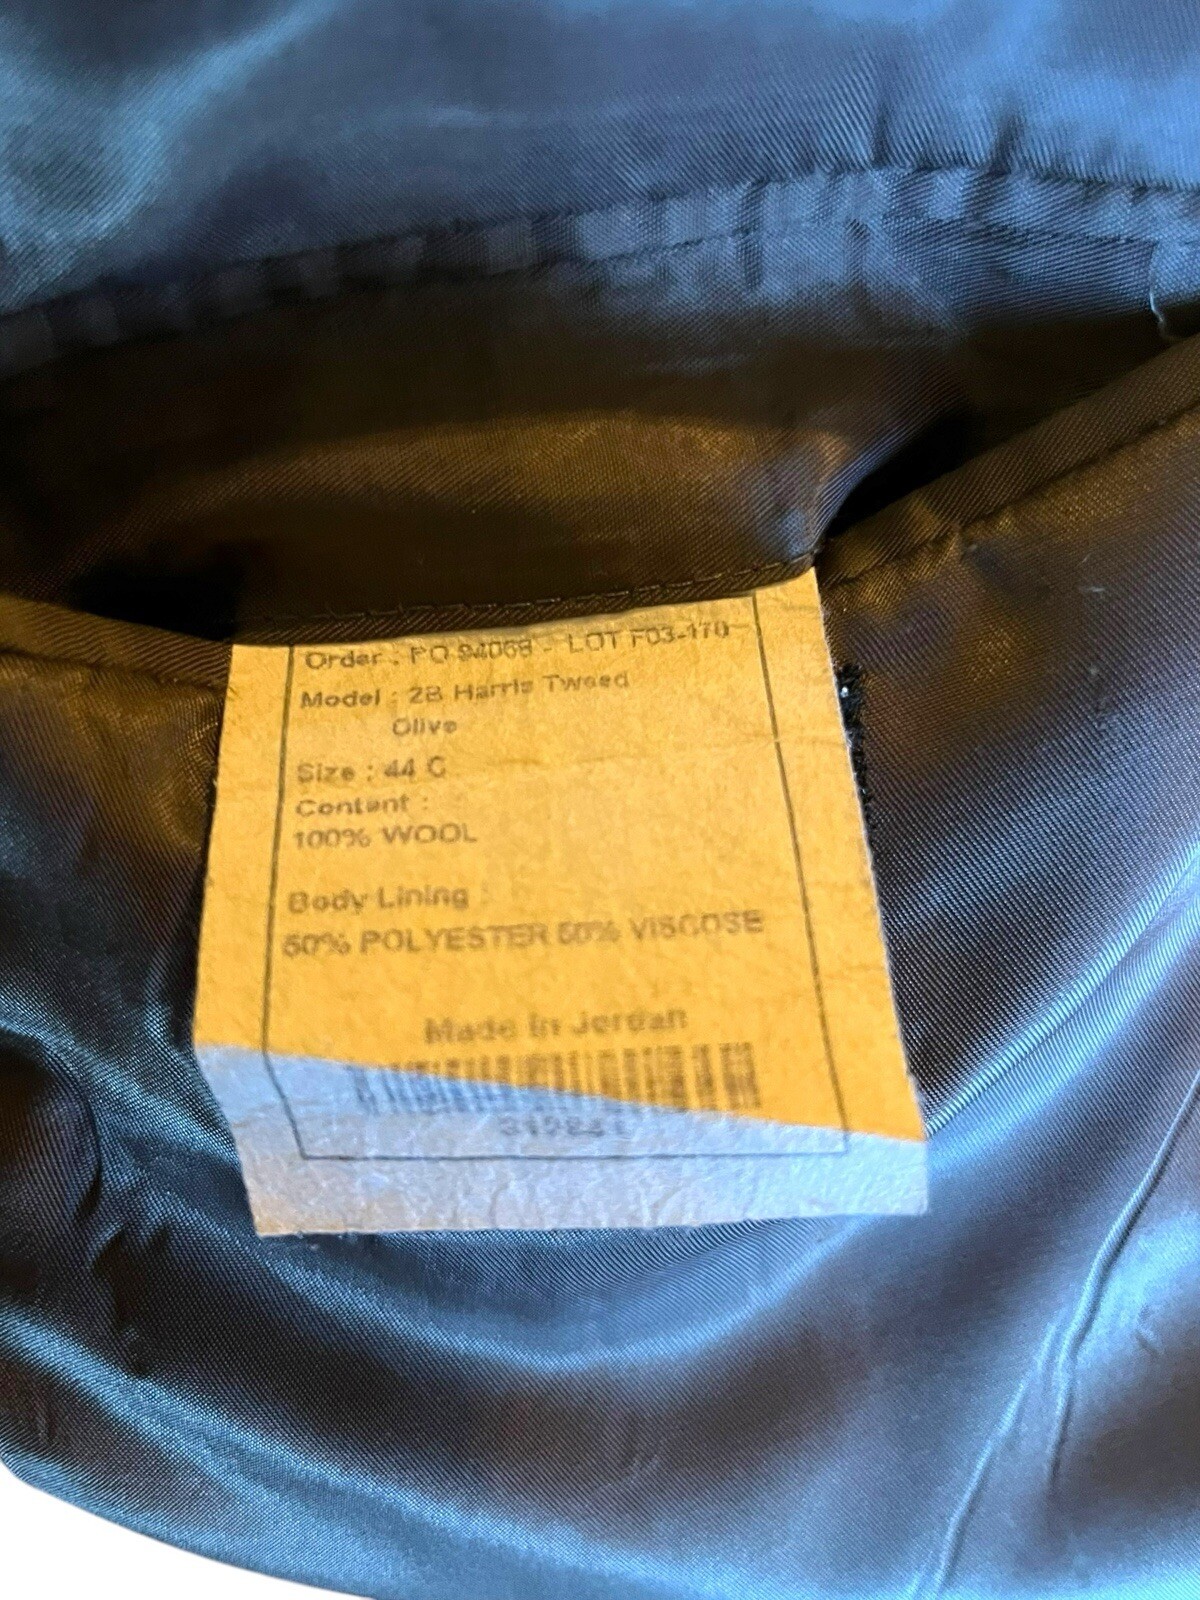 Order : PO 94068 - LOT F03-170
Model : 2B Harris Tweed
Olive
Size : 44 C
Content :
100% WOOL
Body Lining :
50% POLYESTER 50% VISCOSE
Made in Jordan